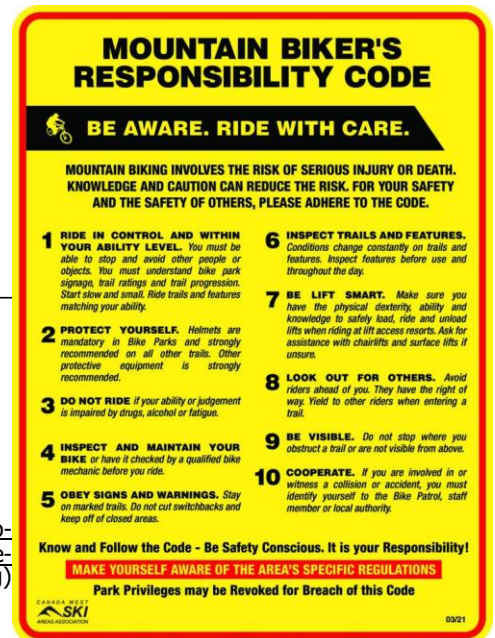 MOUNTAIN BIKER'S
RESPONSIBILITY CODE
BE AWARE. RIDE WITH CARE.
MOUNTAIN BIKING INVOLVES THE RISK OF SERIOUS INJURY OR DEATH.
KNOWLEDGE AND CAUTION CAN REDUCE THE RISK. FOR YOUR SAFETY
AND THE SAFETY OF OTHERS, PLEASE ADHERE TO THE CODE.
1 RIDE IN CONTROL AND WITHIN
YOUR ABILITY LEVEL. You must be
able to stop and avoid other people or
objects. You must understand bike park
signage, trail ratings and trail progression.
Start slow and small. Ride trails and features
matching your ability.
2 PROTECT YOURSELF. Helmets are
mandatory in Bike Parks and strongly
recommended on all other trails. Other
protective equipment is strongly
recommended.
3 DO NOT RIDE if your ability or judgement
is impaired by drugs, alcohol or fatigue.
4 INSPECT AND MAINTAIN YOUR
BIKE or have it checked by a qualified bike
mechanic before you ride.
5 OBEY SIGNS AND WARNINGS. Stay
on marked trails. Do not cut switchbacks and
keep off of closed areas.
6 INSPECT TRAILS AND FEATURES.
Conditions change constantly on trails and
features. Inspect features before use and
throughout the day.
7 BE LIFT SMART. Make sure you
have the physical dexterity, ability and
knowledge to safely load, ride and unload
lifts when riding at lift access resorts. Ask for
assistance with chairlifts and surface lifts if
unsure.
8 LOOK OUT FOR OTHERS. Avoid
riders ahead of you. They have the right of
way. Yield to other riders when entering a
trail.
9 BE VISIBLE. Do not stop where you
obstruct a trail or are not visible from above.
10 COOPERATE. If you are involved in or
witness a collision or accident, you must
identify yourself to the Bike Patrol, staff
member or local authority.
Know and Follow the Code - Be Safety Conscious. It is your Responsibility!
MAKE YOURSELF AWARE OF THE AREA'S SPECIFIC REGULATIONS
Park Privileges may be Revoked for Breach of this Code
CANADA WEST
SKI
AREAS ASSOCIATION
03/21